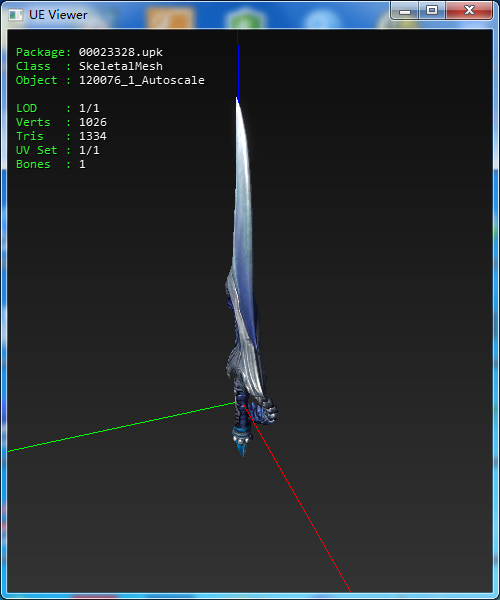 UE Viewer
Package: 00023328.upk
Class  : SkeletalMesh
Object : 120076_1_Autoscale
LOD    : 1/1
Verts  : 1026
Tris   : 1334
UV Set : 1/1
Bones  : 1